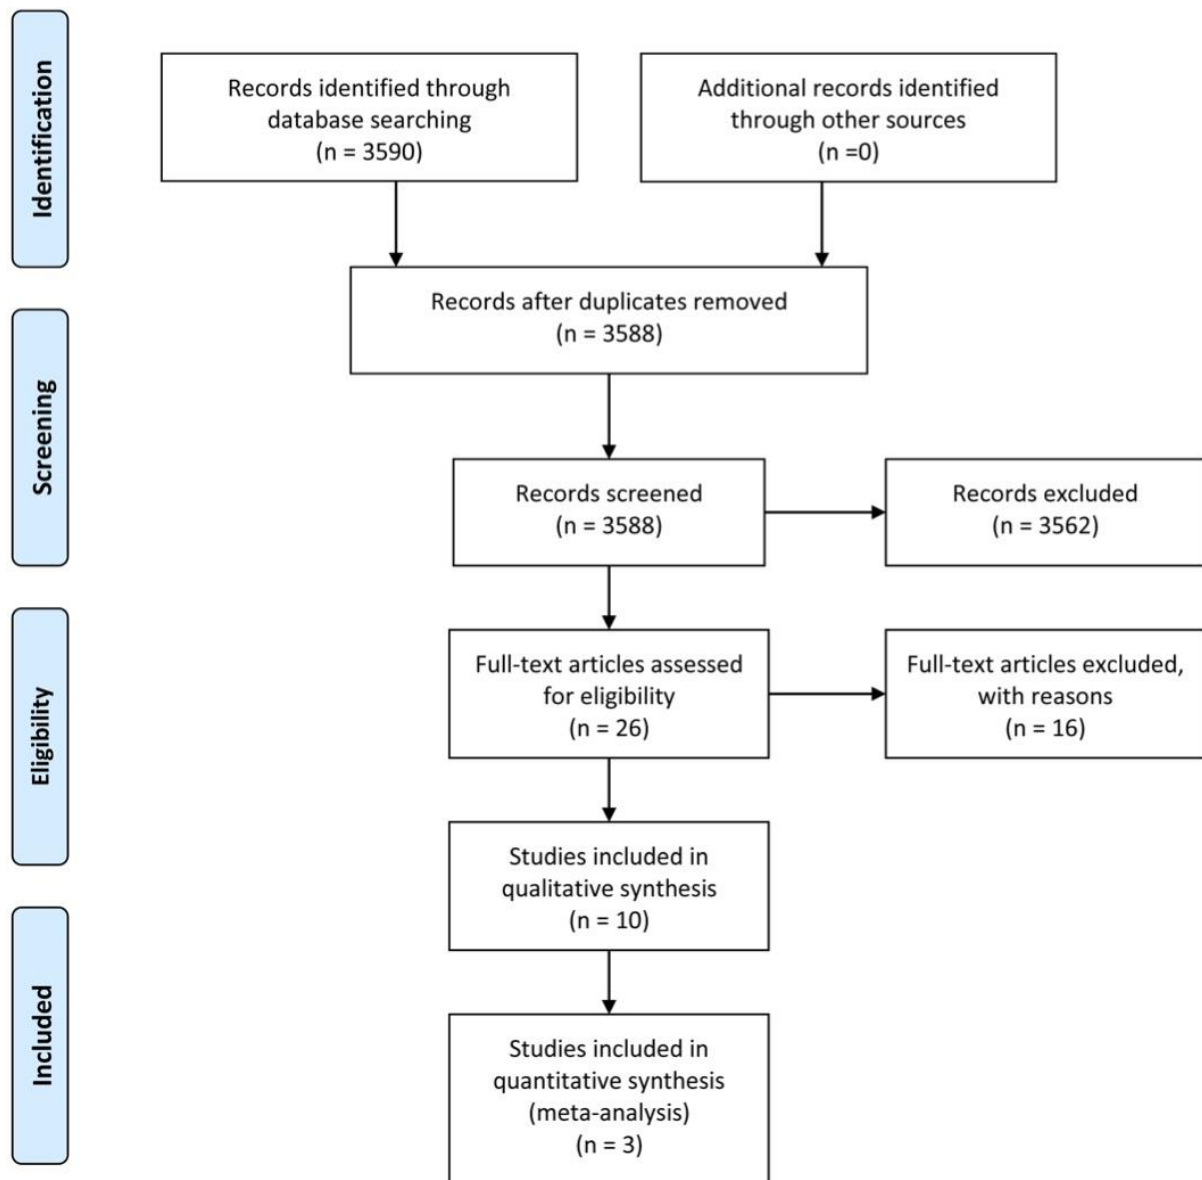 Identification
Records identified through
database searching
(n = 3590)
Additional records identified
through other sources
(n =0)
Records after duplicates removed
(n = 3588)
Screening
Records screened
(n = 3588)
Records excluded
(n = 3562)
Eligibility
Full-text articles assessed
for eligibility
(n = 26)
Full-text articles excluded,
with reasons
(n = 16)
Studies included in
qualitative synthesis
(n = 10)
Included
Studies included in
quantitative synthesis
(meta-analysis)
(n = 3)